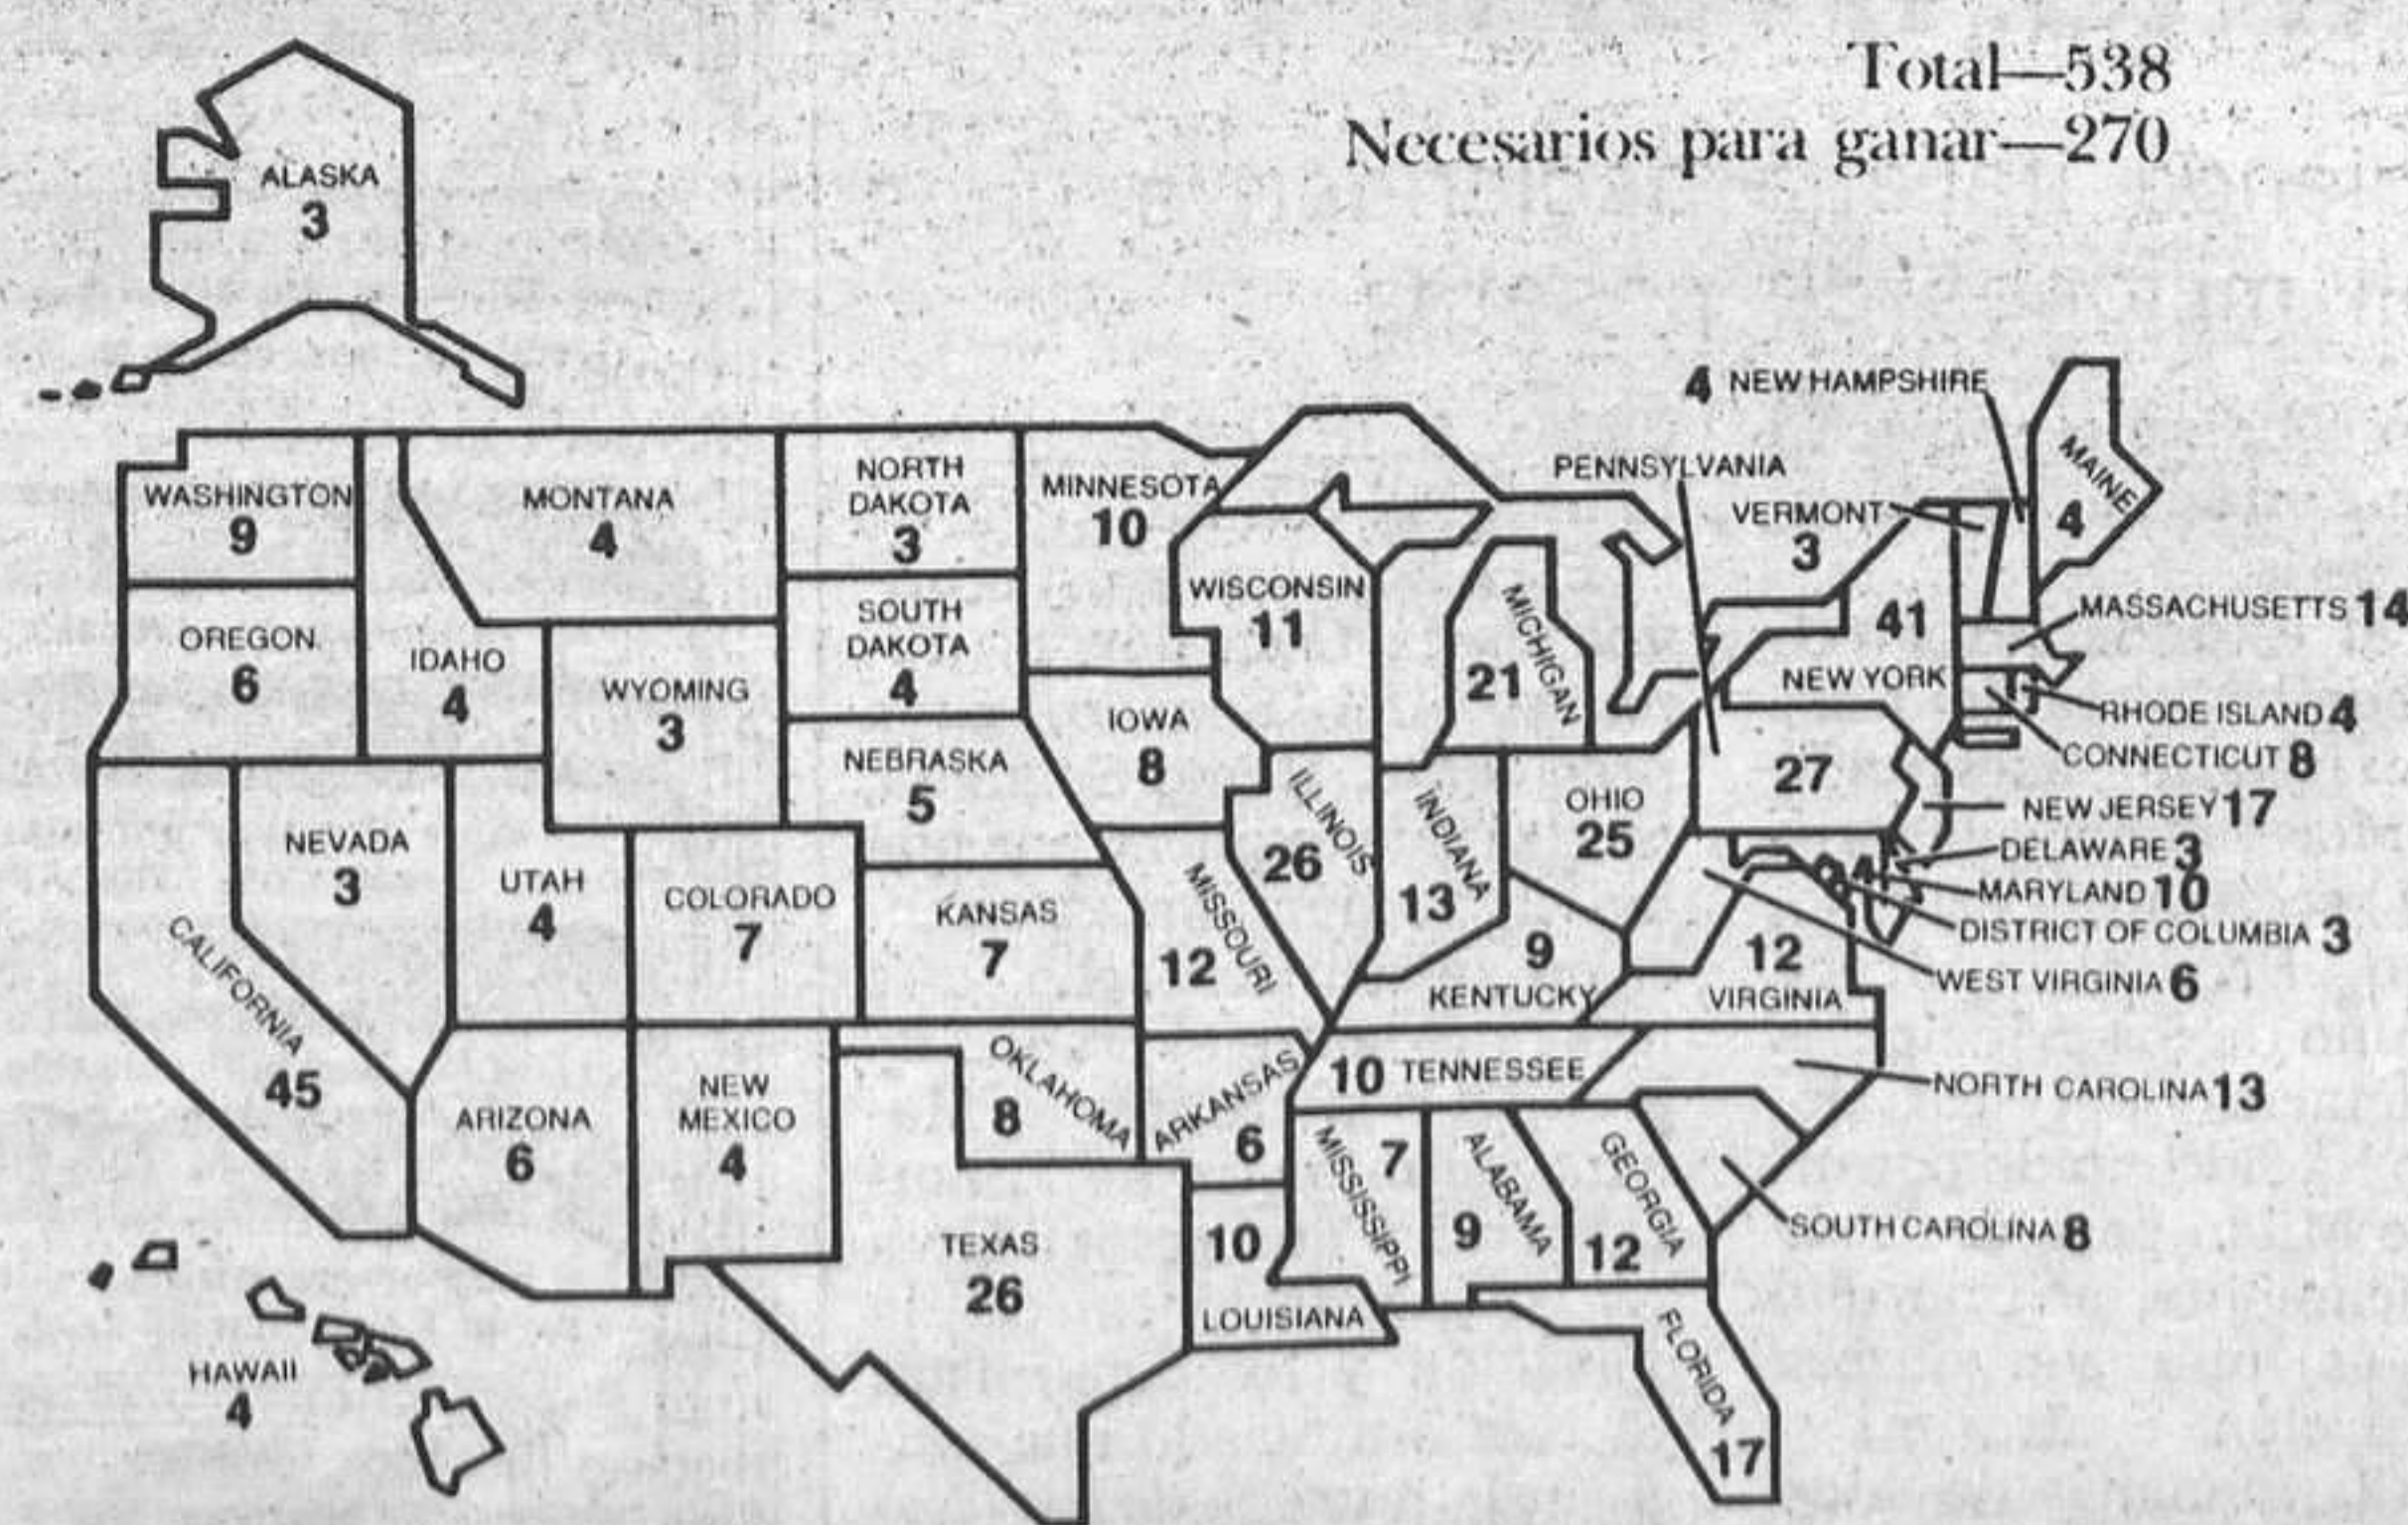 Total—538
Necesarios para ganar—270
ALASKA
3
4 NEW HAMPSHIRE
MAINE
4
PENNSYLVANIA
27
VERMONT
3
WASHINGTON
9
MONTANA
4
NORTH
DAKOTA
3
MINNESOTA
10
WISCONSIN
11
MICHIGAN
21
41
NEW YORK
MASSACHUSETTS 14
RHODE ISLAND 4
CONNECTICUT 8
NEW JERSEY 17
DELAWARE 3
MARYLAND 10
DISTRICT OF COLUMBIA 3
WEST VIRGINIA 6
OREGON
6
IDAHO
4
WYOMING
3
SOUTH
DAKOTA
4
IOWA
8
NEBRASKA
5
ILLINOIS
26
INDIANA
13
OHIO
25
NEVADA
3
UTAH
4
COLORADO
7
KANSAS
7
MISSOURI
12
9
KENTUCKY
12
VIRGINIA
CALIFORNIA
45
ARIZONA
6
NEW
MEXICO
4
OKLAHOMA
8
ARKANSAS
6
10 TENNESSEE
NORTH CAROLINA 13
TEXAS
26
10
LOUISIANA
MISSISSIPPI
7
ALABAMA
9
GEORGIA
12
SOUTH CAROLINA 8
FLORIDA
17
HAWAII
4